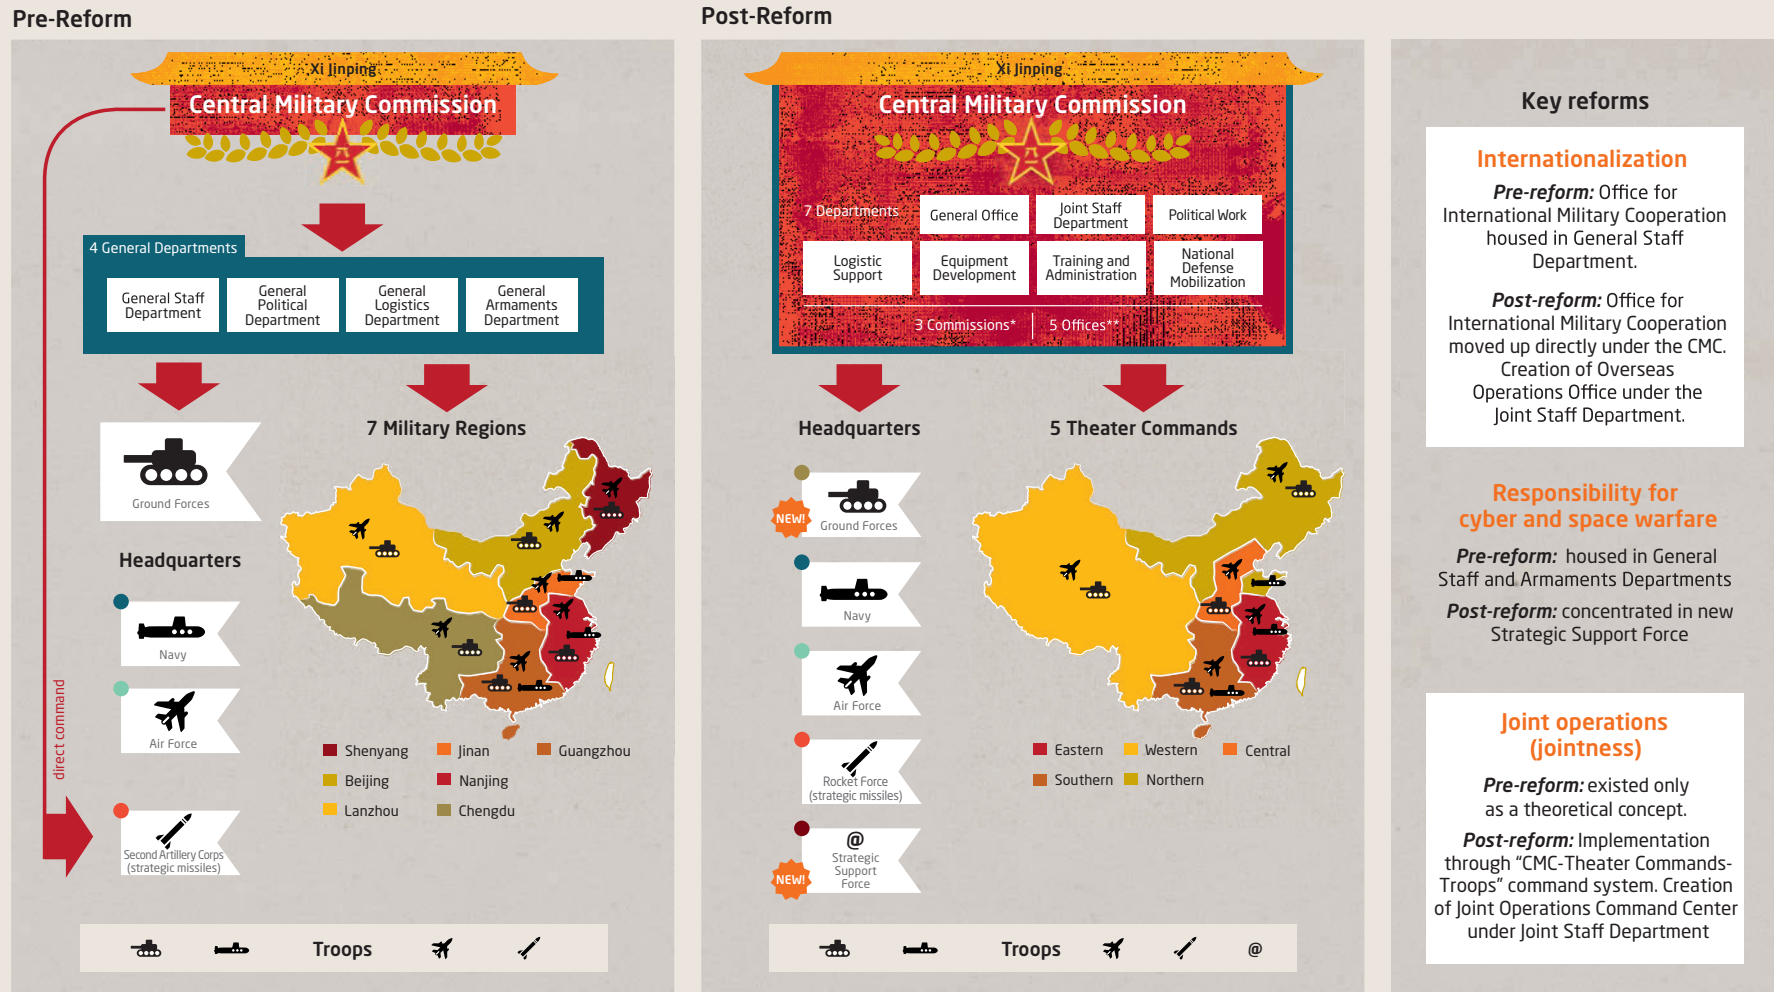 Pre-Reform
Xi Jinping
Central Military Commission
4 General Departments
General Staff
Department
General
Political
Department
General
Logistics
Department
General
Armaments
Department
Ground Forces
7 Military Regions
Headquarters
Navy
Air Force
direct command
Second Artillery Corps
(strategic missiles)
Shenyang
Jinan
Guangzhou
Beijing
Nanjing
Lanzhou
Chengdu
Troops
Post-Reform
Xi Jinping
Central Military Commission
7 Departments
General Office
Joint Staff
Department
Political Work
Logistic
Support
Equipment
Development
Training and
Administration
National
Defense
Mobilization
3 Commissions*
5 Offices**
Headquarters
5 Theater Commands
NEW!
Ground Forces
Navy
Air Force
Rocket Force
(strategic missiles)
@
Strategic
Support
Force
NEW!
Eastern
Western
Central
Southern
Northern
Troops
@
Key reforms
Internationalization
Pre-reform: Office for
International Military Cooperation
housed in General Staff
Department.
Post-reform: Office for
International Military Cooperation
moved up directly under the CMC.
Creation of Overseas
Operations Office under the
Joint Staff Department.
Responsibility for
cyber and space warfare
Pre-reform: housed in General
Staff and Armaments Departments
Post-reform: concentrated in new
Strategic Support Force
Joint operations
(jointness)
Pre-reform: existed only
as a theoretical concept.
Post-reform: Implementation
through “CMC-Theater Commands-
Troops” command system. Creation
of Joint Operations Command Center
under Joint Staff Department